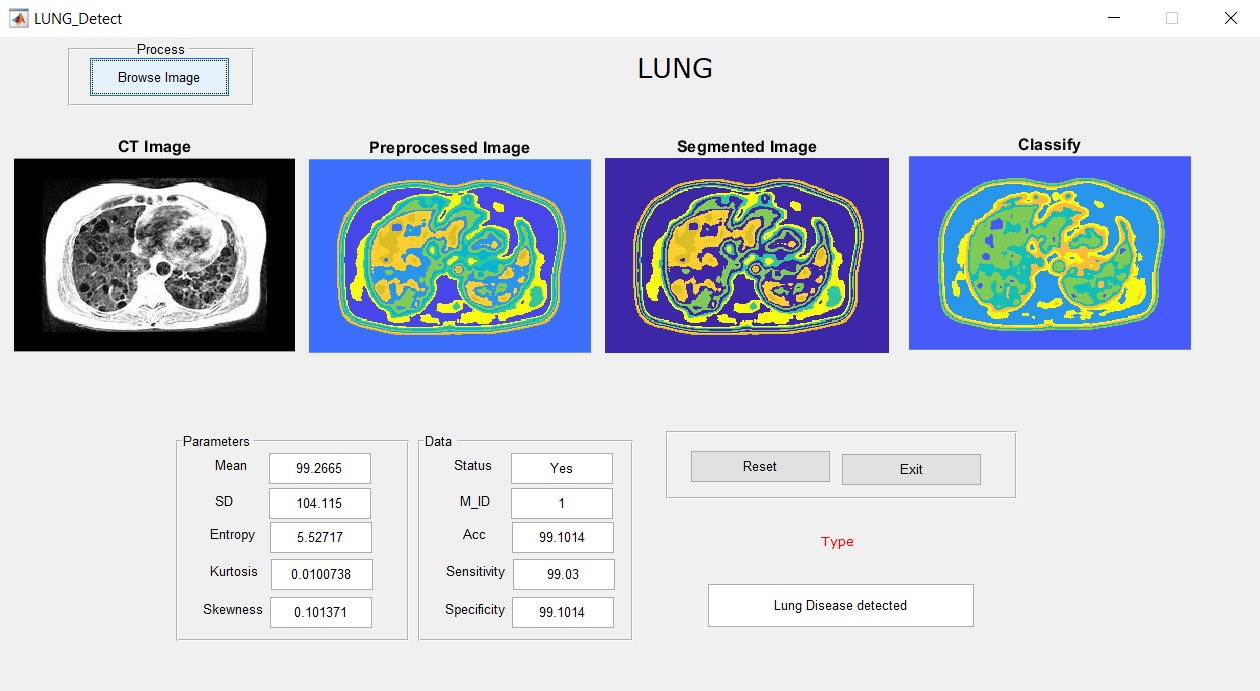 LUNG_Detect
Process
Browse Image
LUNG
CT Image
Preprocessed Image
Segmented Image
Classify
Parameters
Mean 99.2665
SD 104.115
Entropy 5.52717
Kurtosis 0.0100738
Skewness 0.101371
Data
Status Yes
M_ID 1
Acc 99.1014
Sensitivity 99.03
Specificity 99.1014
Reset
Exit
Type
Lung Disease detected